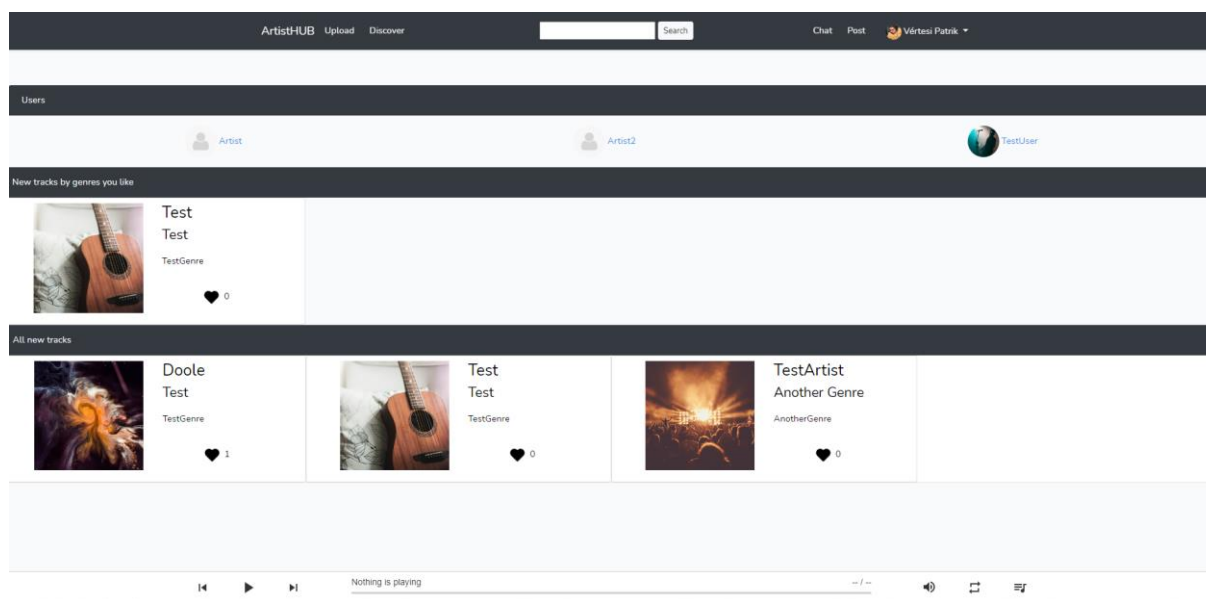 ArtistHUB Upload Discover Search Chat Post Vértesi Patrik
Users
Artist Artist2 TestUser
New tracks by genres you like
Test
Test
TestGenre
0
All new tracks
Doole
Test
TestGenre
1
Test
Test
TestGenre
0
TestArtist
Another Genre
AnotherGenre
0
Nothing is playing -- / --